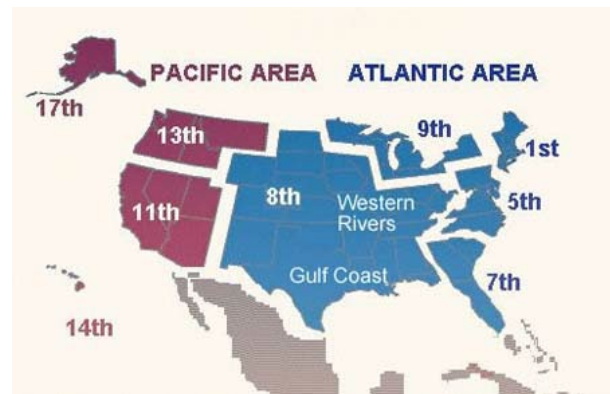 PACIFIC AREA
ATLANTIC AREA
17th
13th
9th
1st
11th
8th
Western
Rivers
5th
Gulf Coast
7th
14th